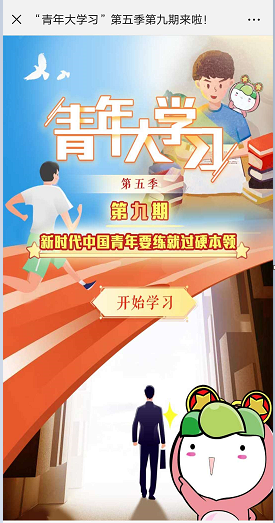 “青年大学习”第五季第九期来啦！
青年大学习
第五季
第九期
新时代中国青年要练就过硬本领
开始学习